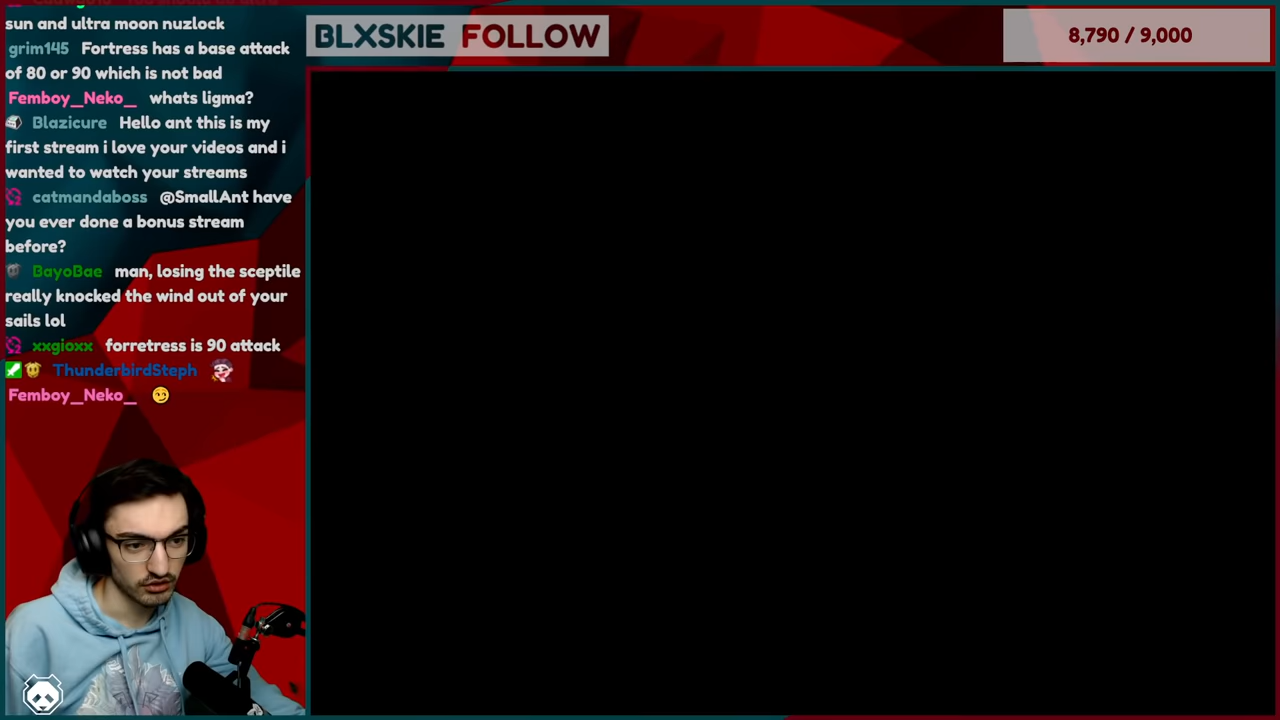 sun and ultra moon nuzlock
grim145 Fortress has a base attack
of 80 or 90 which is not bad
Femboy_Neko_ whats ligma?
Blazicure Hello ant this is my
first stream i love your videos and i
wanted to watch your streams
catmandaboss @SmallAnt have
you ever done a bonus stream
before?
BayoBae man, losing the sceptile
really knocked the wind out of your
sails lol
xxgioxx forretress is 90 attack
ThunderbirdSteph
Femboy_Neko_
BLXSKIE FOLLOW
8,790 / 9,000